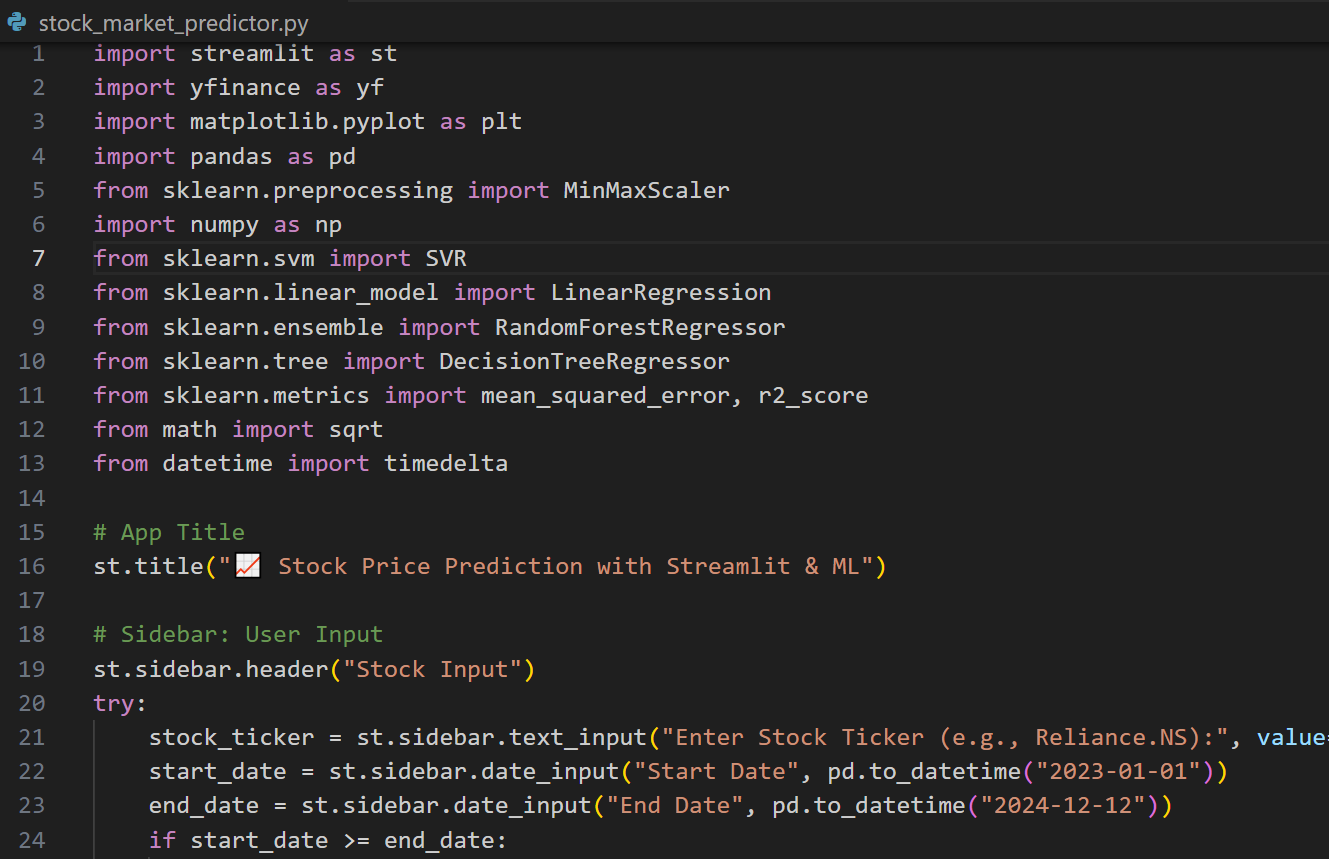 stock_market_predictor.py
1 import streamlit as st
2 import yfinance as yf
3 import matplotlib.pyplot as plt
4 import pandas as pd
5 from sklearn.preprocessing import MinMaxScaler
6 import numpy as np
7 from sklearn.svm import SVR
8 from sklearn.linear_model import LinearRegression
9 from sklearn.ensemble import RandomForestRegressor
10 from sklearn.tree import DecisionTreeRegressor
11 from sklearn.metrics import mean_squared_error, r2_score
12 from math import sqrt
13 from datetime import timedelta
14
15 # App Title
16 st.title("📈 Stock Price Prediction with Streamlit & ML")
17
18 # Sidebar: User Input
19 st.sidebar.header("Stock Input")
20 try:
21     stock_ticker = st.sidebar.text_input("Enter Stock Ticker (e.g., Reliance.NS):", value=
22     start_date = st.sidebar.date_input("Start Date", pd.to_datetime("2023-01-01"))
23     end_date = st.sidebar.date_input("End Date", pd.to_datetime("2024-12-12"))
24     if start_date >= end_date: